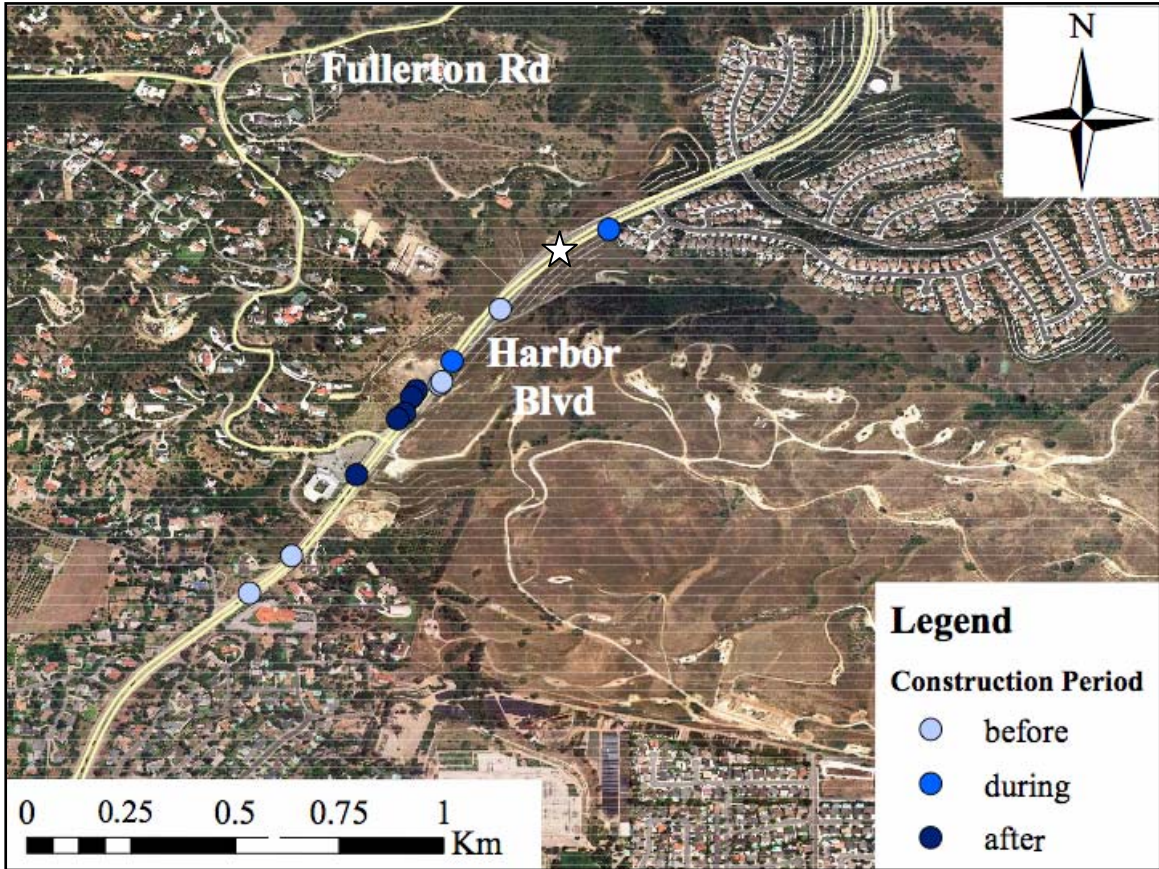 N
Fullerton Rd
Harbor
Blvd
Legend
Construction Period
before
during
after
0 0.25 0.5 0.75 1
Km